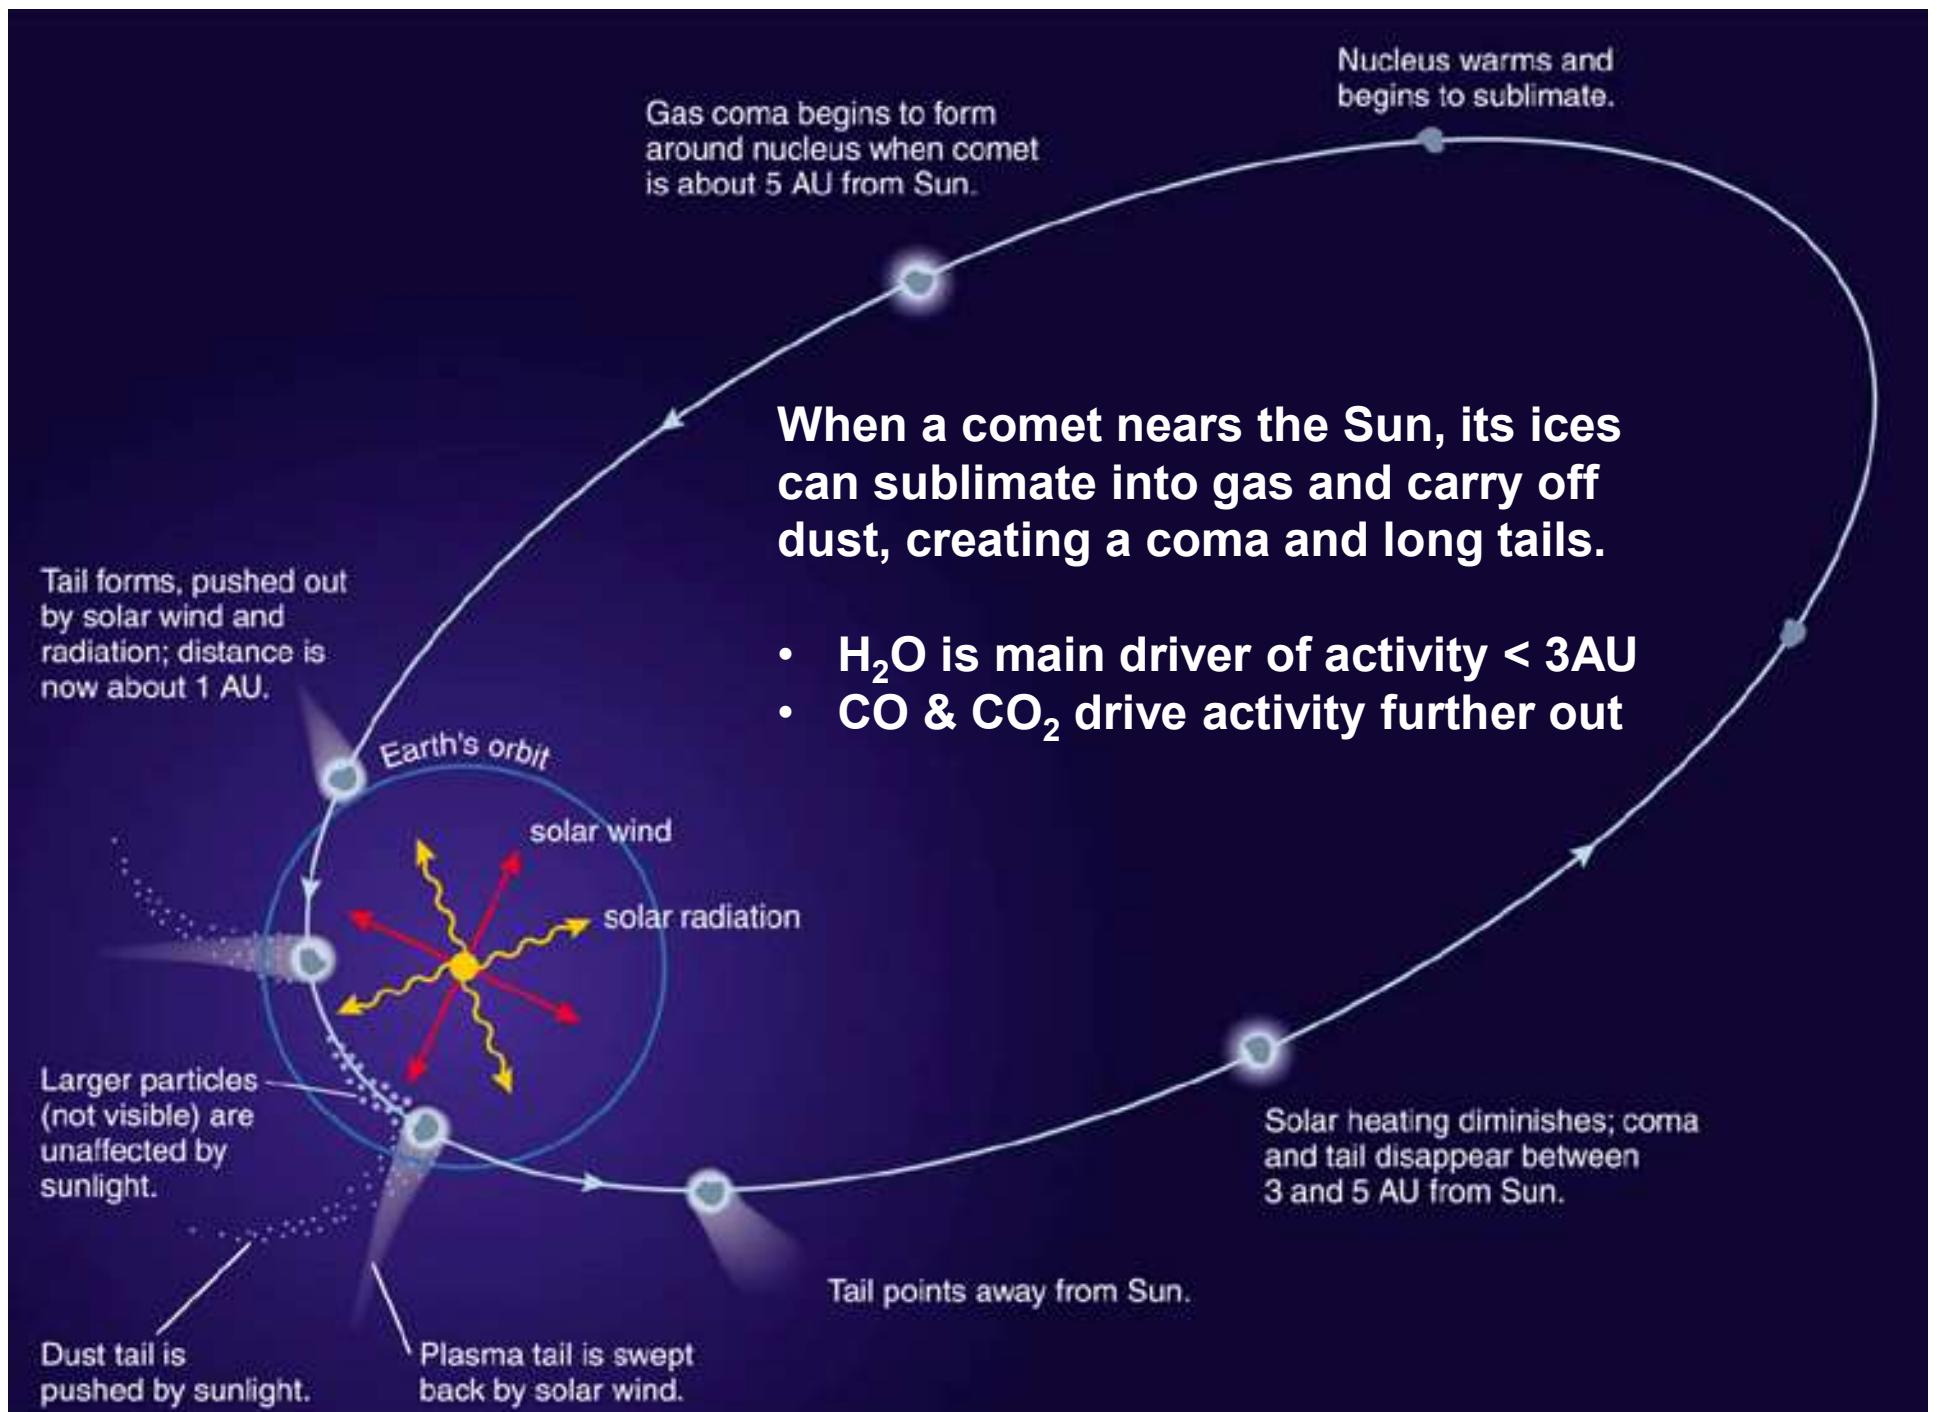 Nucleus warms and
begins to sublimate.
Gas coma begins to form
around nucleus when comet
is about 5 AU from Sun.
When a comet nears the Sun, its ices
can sublimate into gas and carry off
dust, creating a coma and long tails.
• H₂O is main driver of activity < 3AU
• CO & CO₂ drive activity further out
Tail forms, pushed out
by solar wind and
radiation; distance is
now about 1 AU.
Earth's orbit
solar wind
solar radiation
Larger particles
(not visible) are
unaffected by
sunlight.
Solar heating diminishes; coma
and tail disappear between
3 and 5 AU from Sun.
Tail points away from Sun.
Dust tail is
pushed by sunlight.
Plasma tail is swept
back by solar wind.